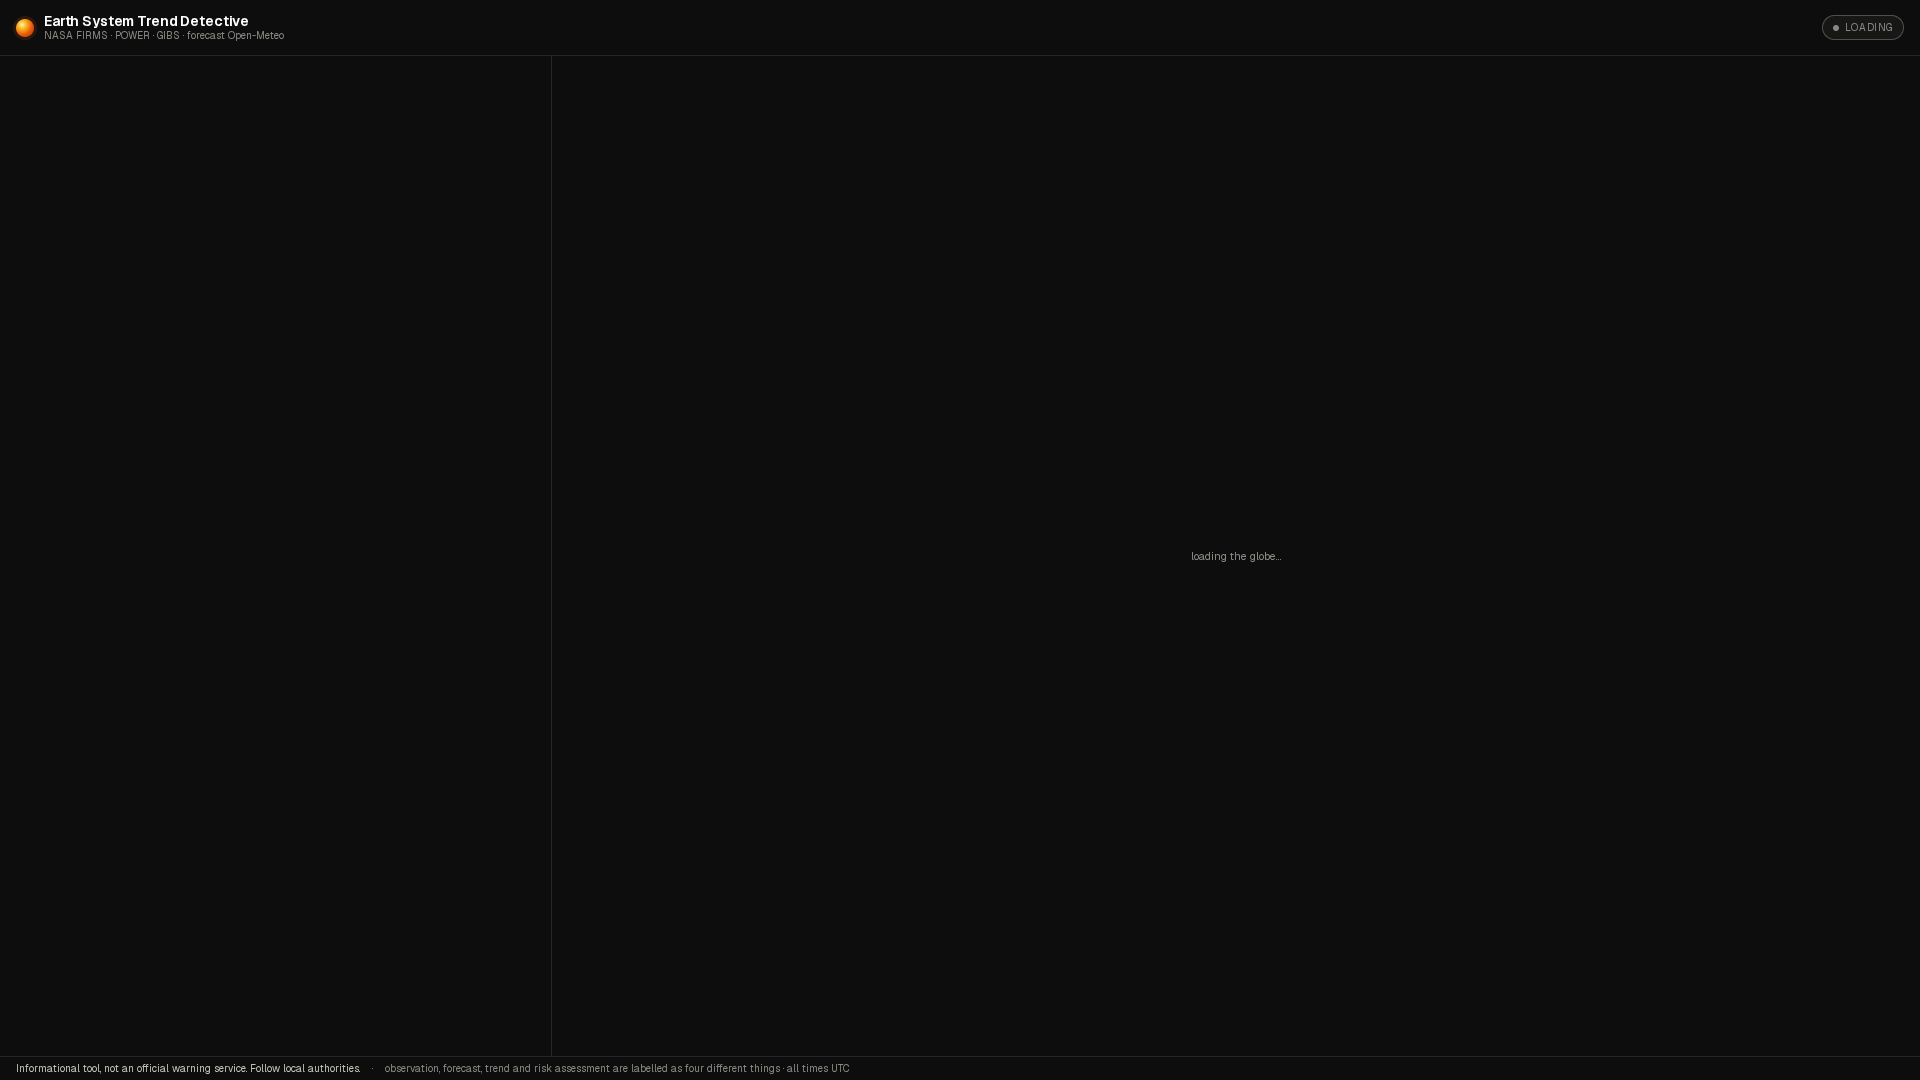 Earth System Trend Detective
NASA FIRMS · POWER · GIBS · forecast Open-Meteo
LOADING
loading the globe…
Informational tool, not an official warning service. Follow local authorities. · observation, forecast, trend and risk assessment are labelled as four different things · all times UTC